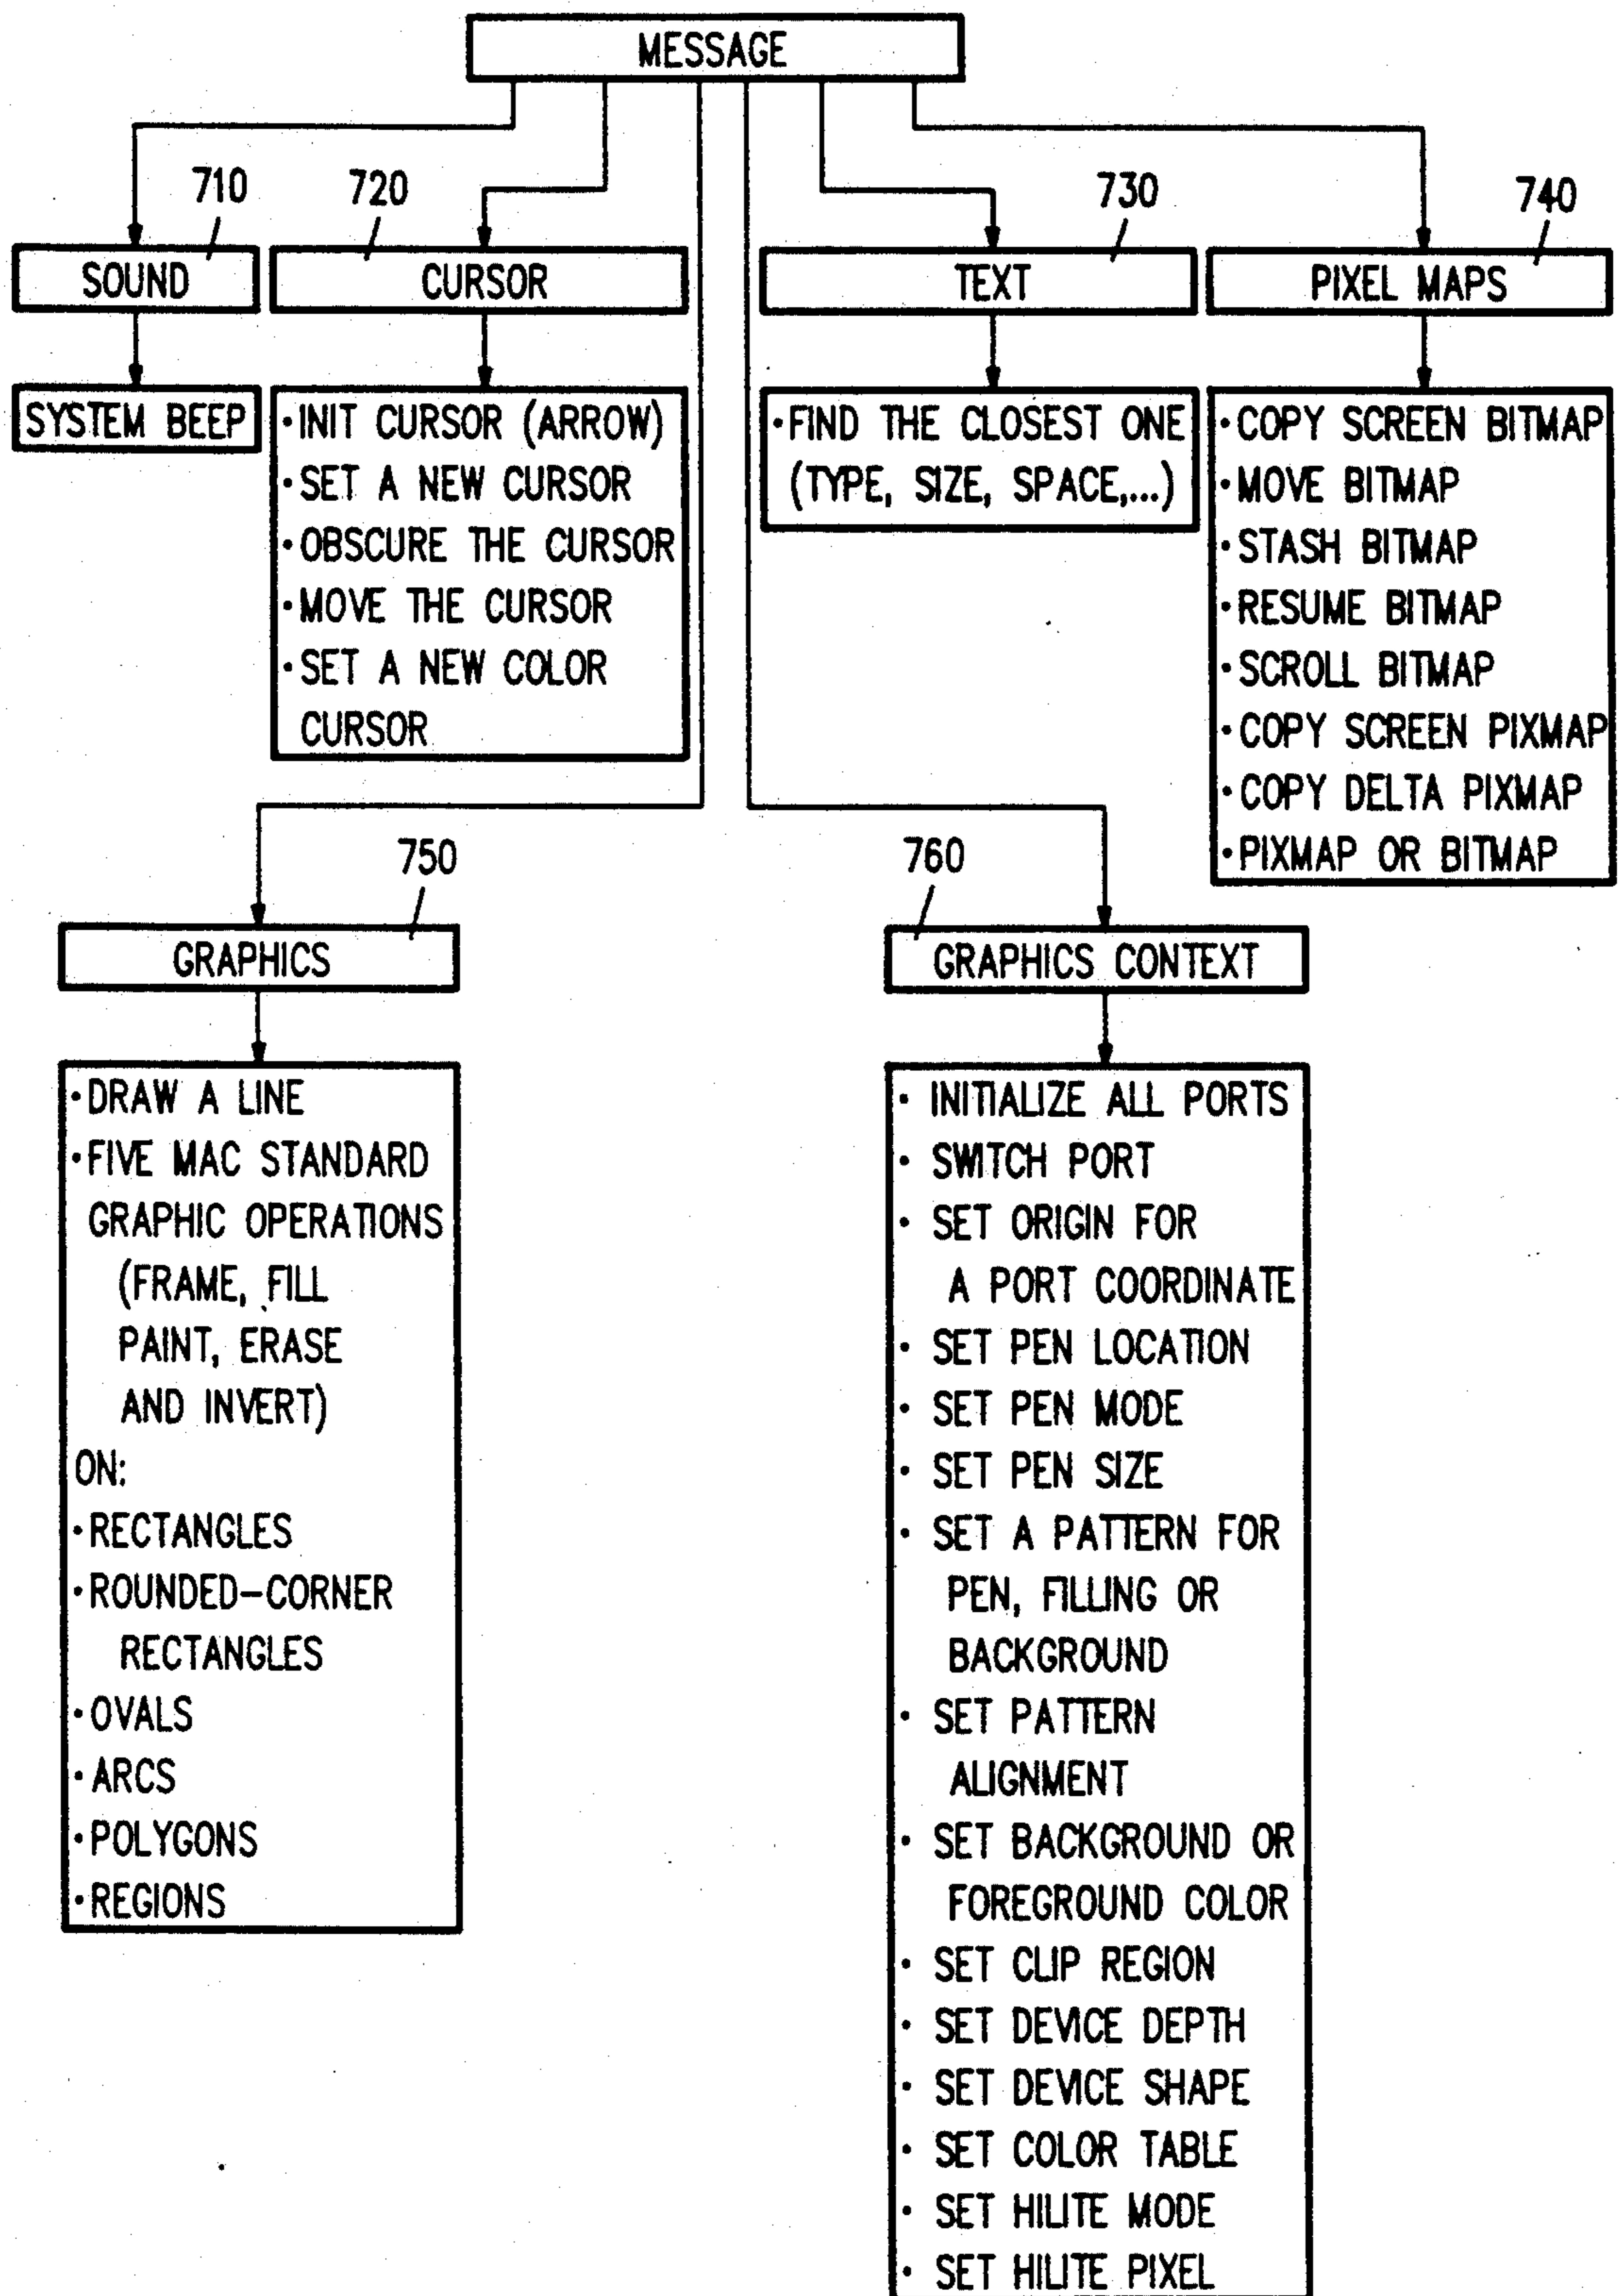 MESSAGE
710
720
730
740
SOUND
CURSOR
TEXT
PIXEL MAPS
SYSTEM BEEP
·INIT CURSOR (ARROW)
·SET A NEW CURSOR
·OBSCURE THE CURSOR
·MOVE THE CURSOR
·SET A NEW COLOR
CURSOR
·FIND THE CLOSEST ONE
(TYPE, SIZE, SPACE,...)
·COPY SCREEN BITMAP
·MOVE BITMAP
·STASH BITMAP
·RESUME BITMAP
·SCROLL BITMAP
·COPY SCREEN PIXMAP
·COPY DELTA PIXMAP
·PIXMAP OR BITMAP
750
GRAPHICS
·DRAW A LINE
·FIVE MAC STANDARD
GRAPHIC OPERATIONS
(FRAME, FILL
PAINT, ERASE
AND INVERT)
ON:
·RECTANGLES
·ROUNDED-CORNER
RECTANGLES
·OVALS
·ARCS
·POLYGONS
·REGIONS
760
GRAPHICS CONTEXT
· INITIALIZE ALL PORTS
· SWITCH PORT
· SET ORIGIN FOR
A PORT COORDINATE
· SET PEN LOCATION
· SET PEN MODE
· SET PEN SIZE
· SET A PATTERN FOR
PEN, FILLING OR
BACKGROUND
· SET PATTERN
ALIGNMENT
· SET BACKGROUND OR
FOREGROUND COLOR
· SET CLIP REGION
· SET DEVICE DEPTH
· SET DEVICE SHAPE
· SET COLOR TABLE
· SET HILITE MODE
· SET HILITE PIXEL